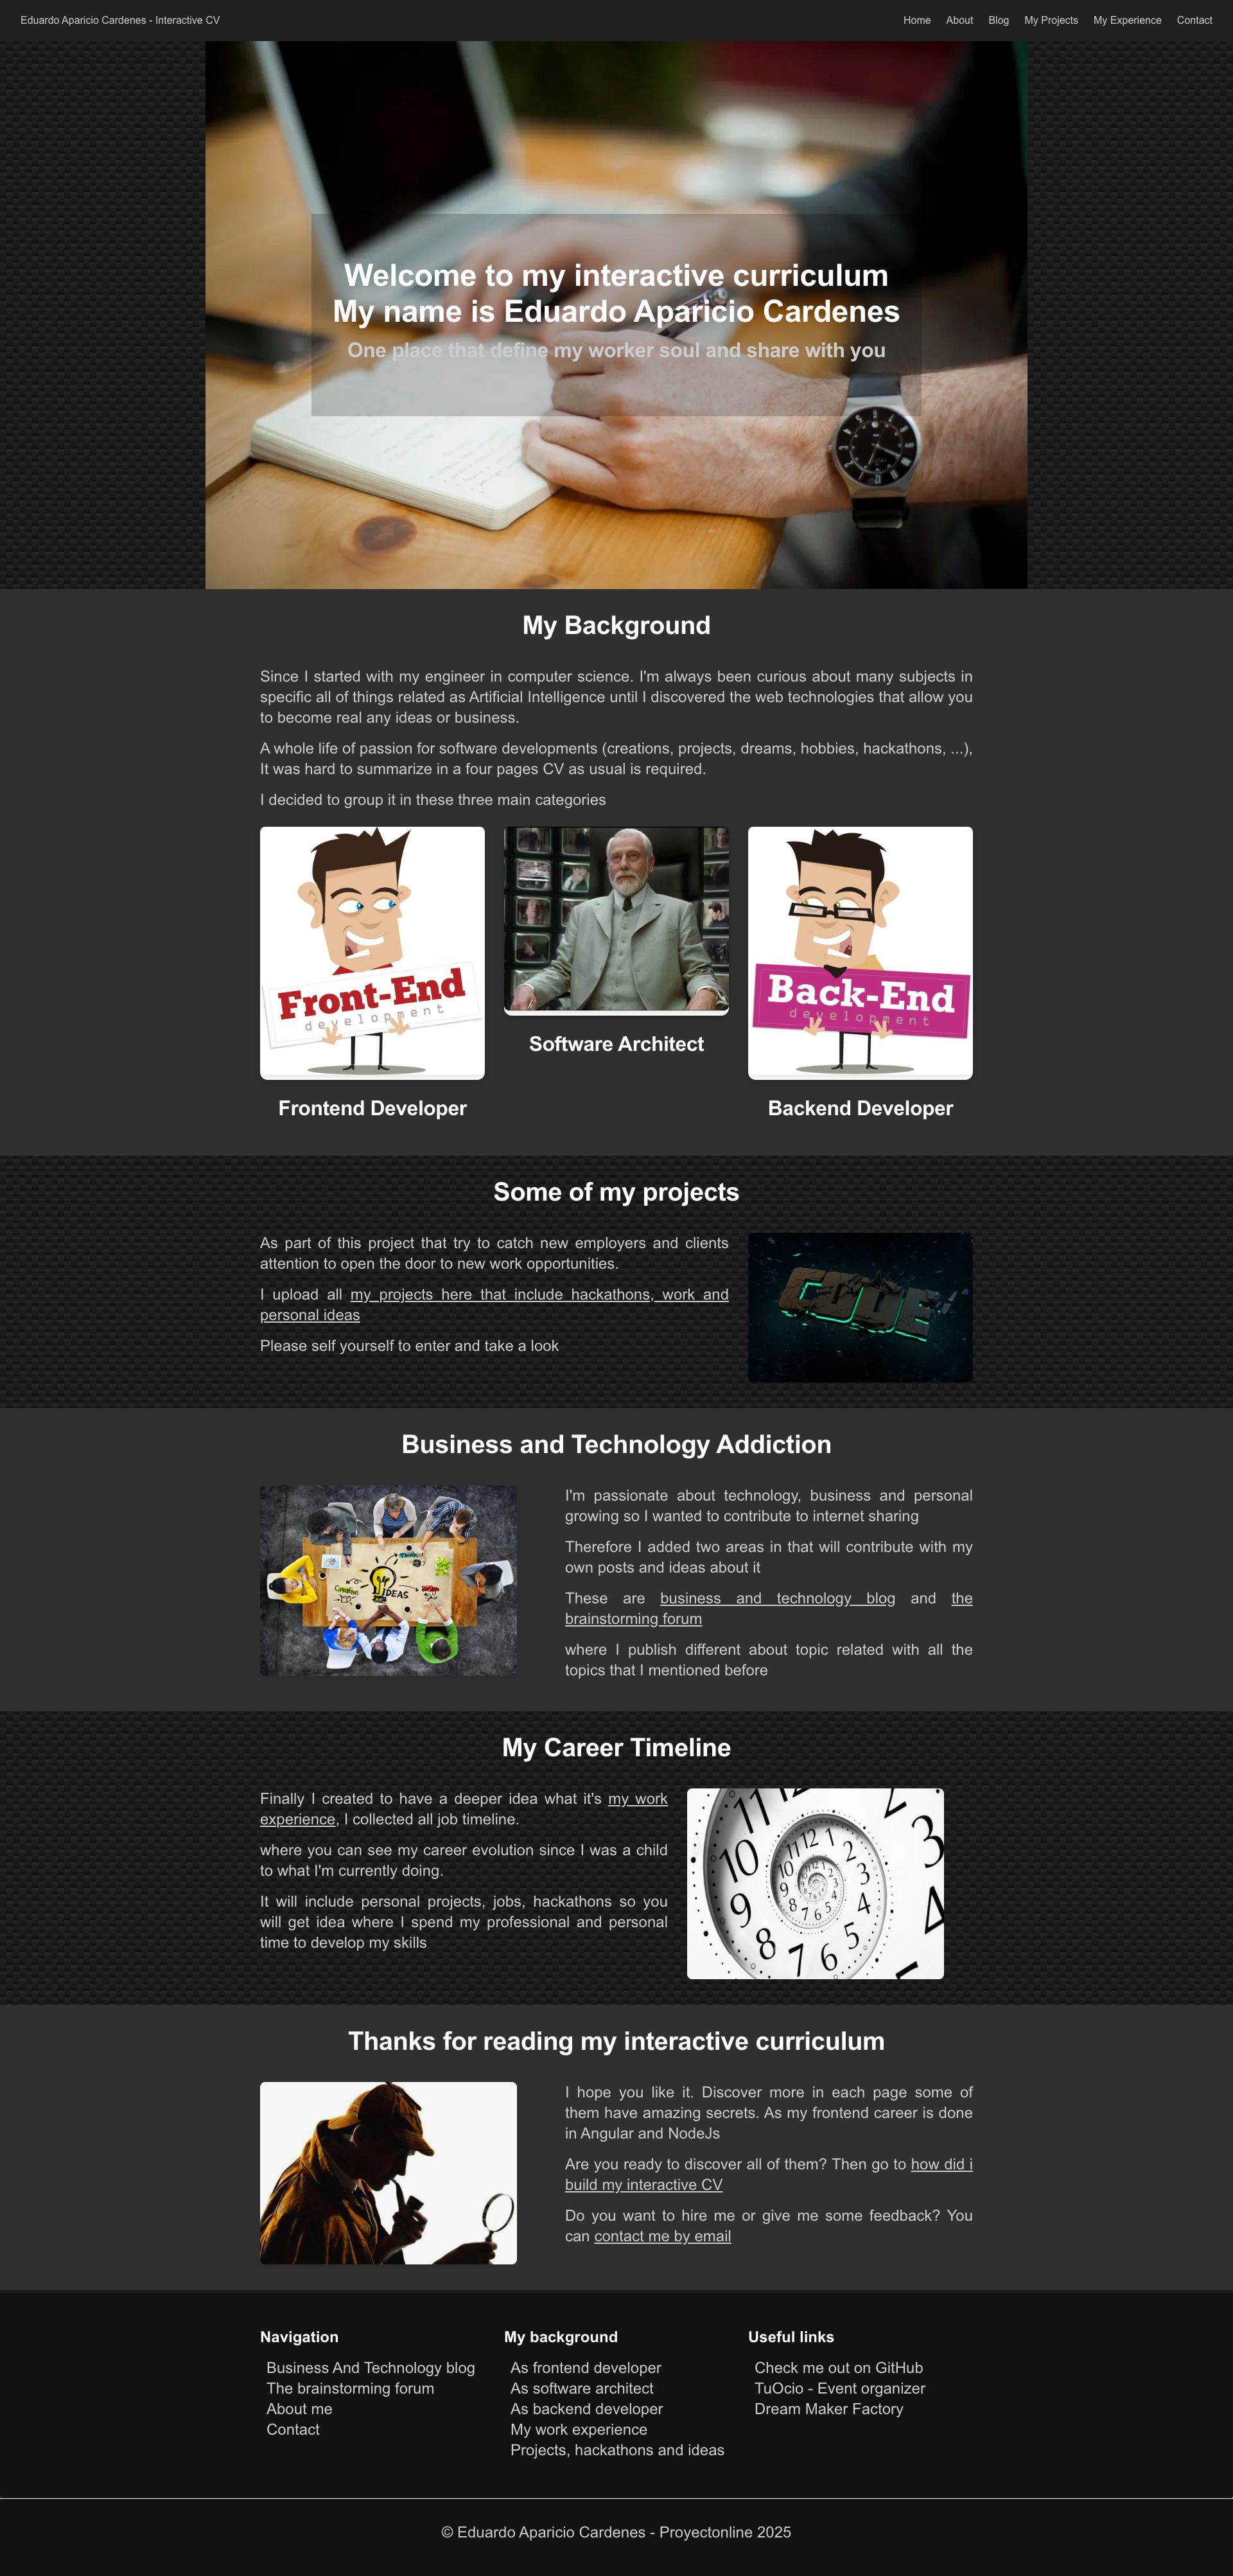 Eduardo Aparicio Cardenes - Interactive CV
Home About Blog My Projects My Experience Contact
Welcome to my interactive curriculum
My name is Eduardo Aparicio Cardenes
One place that define my worker soul and share with you
My Background
Since I started with my engineer in computer science. I'm always been curious about many subjects in
specific all of things related as Artificial Intelligence until I discovered the web technologies that allow you
to become real any ideas or business.
A whole life of passion for software developments (creations, projects, dreams, hobbies, hackathons, ...),
It was hard to summarize in a four pages CV as usual is required.
I decided to group it in these three main categories
Front-End
development
Back-End
development
Software Architect
Frontend Developer
Backend Developer
Some of my projects
As part of this project that try to catch new employers and clients
attention to open the door to new work opportunities.
I upload all my projects here that include hackathons, work and
personal ideas
Please self yourself to enter and take a look
CODE
Business and Technology Addiction
Creative
IDEAS
I'm passionate about technology, business and personal
growing so I wanted to contribute to internet sharing
Therefore I added two areas in that will contribute with my
own posts and ideas about it
These are business and technology blog and the
brainstorming forum
where I publish different about topic related with all the
topics that I mentioned before
My Career Timeline
Finally I created to have a deeper idea what it's my work
experience, I collected all job timeline.
where you can see my career evolution since I was a child
to what I'm currently doing.
It will include personal projects, jobs, hackathons so you
will get idea where I spend my professional and personal
time to develop my skills
11 12 1 2 3 4 5 6 7 8 9 10
Thanks for reading my interactive curriculum
I hope you like it. Discover more in each page some of
them have amazing secrets. As my frontend career is done
in Angular and NodeJs
Are you ready to discover all of them? Then go to how did i
build my interactive CV
Do you want to hire me or give me some feedback? You
can contact me by email
Navigation
Business And Technology blog
The brainstorming forum
About me
Contact
My background
As frontend developer
As software architect
As backend developer
My work experience
Projects, hackathons and ideas
Useful links
Check me out on GitHub
TuOcio - Event organizer
Dream Maker Factory
© Eduardo Aparicio Cardenes - Proyectonline 2025